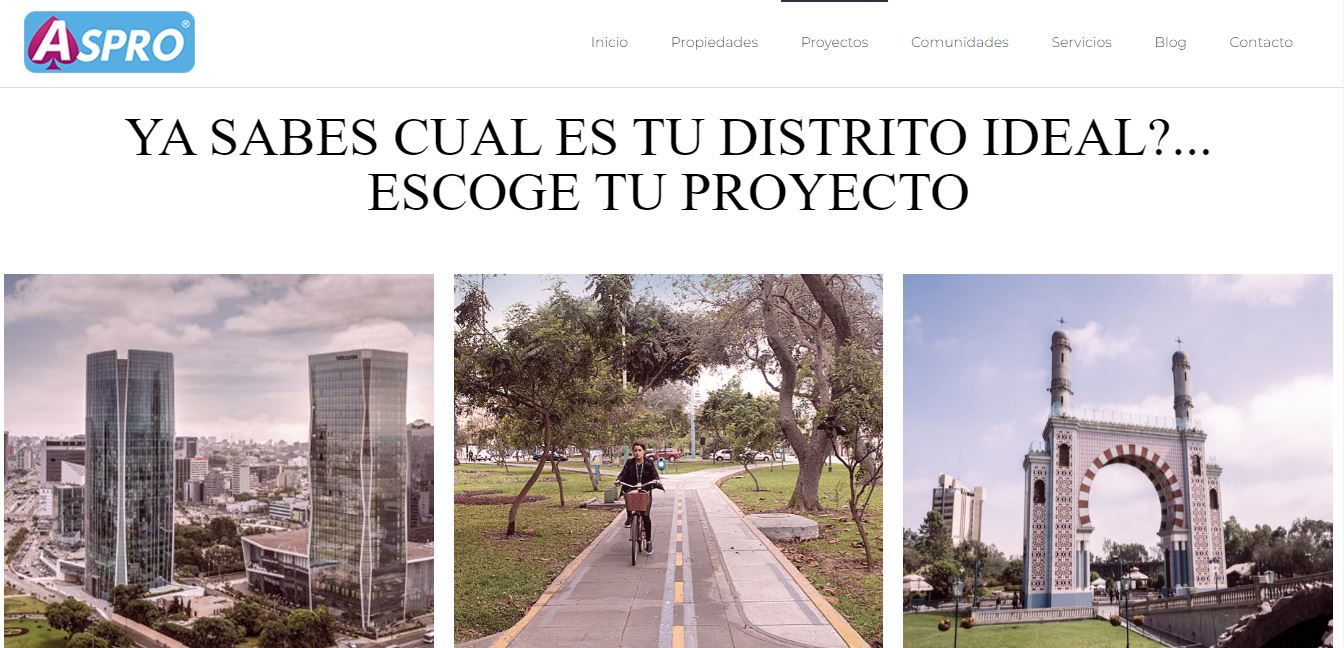 ASPRO®
Inicio Propiedades Proyectos Comunidades Servicios Blog Contacto
YA SABES CUAL ES TU DISTRITO IDEAL?...
ESCOGE TU PROYECTO